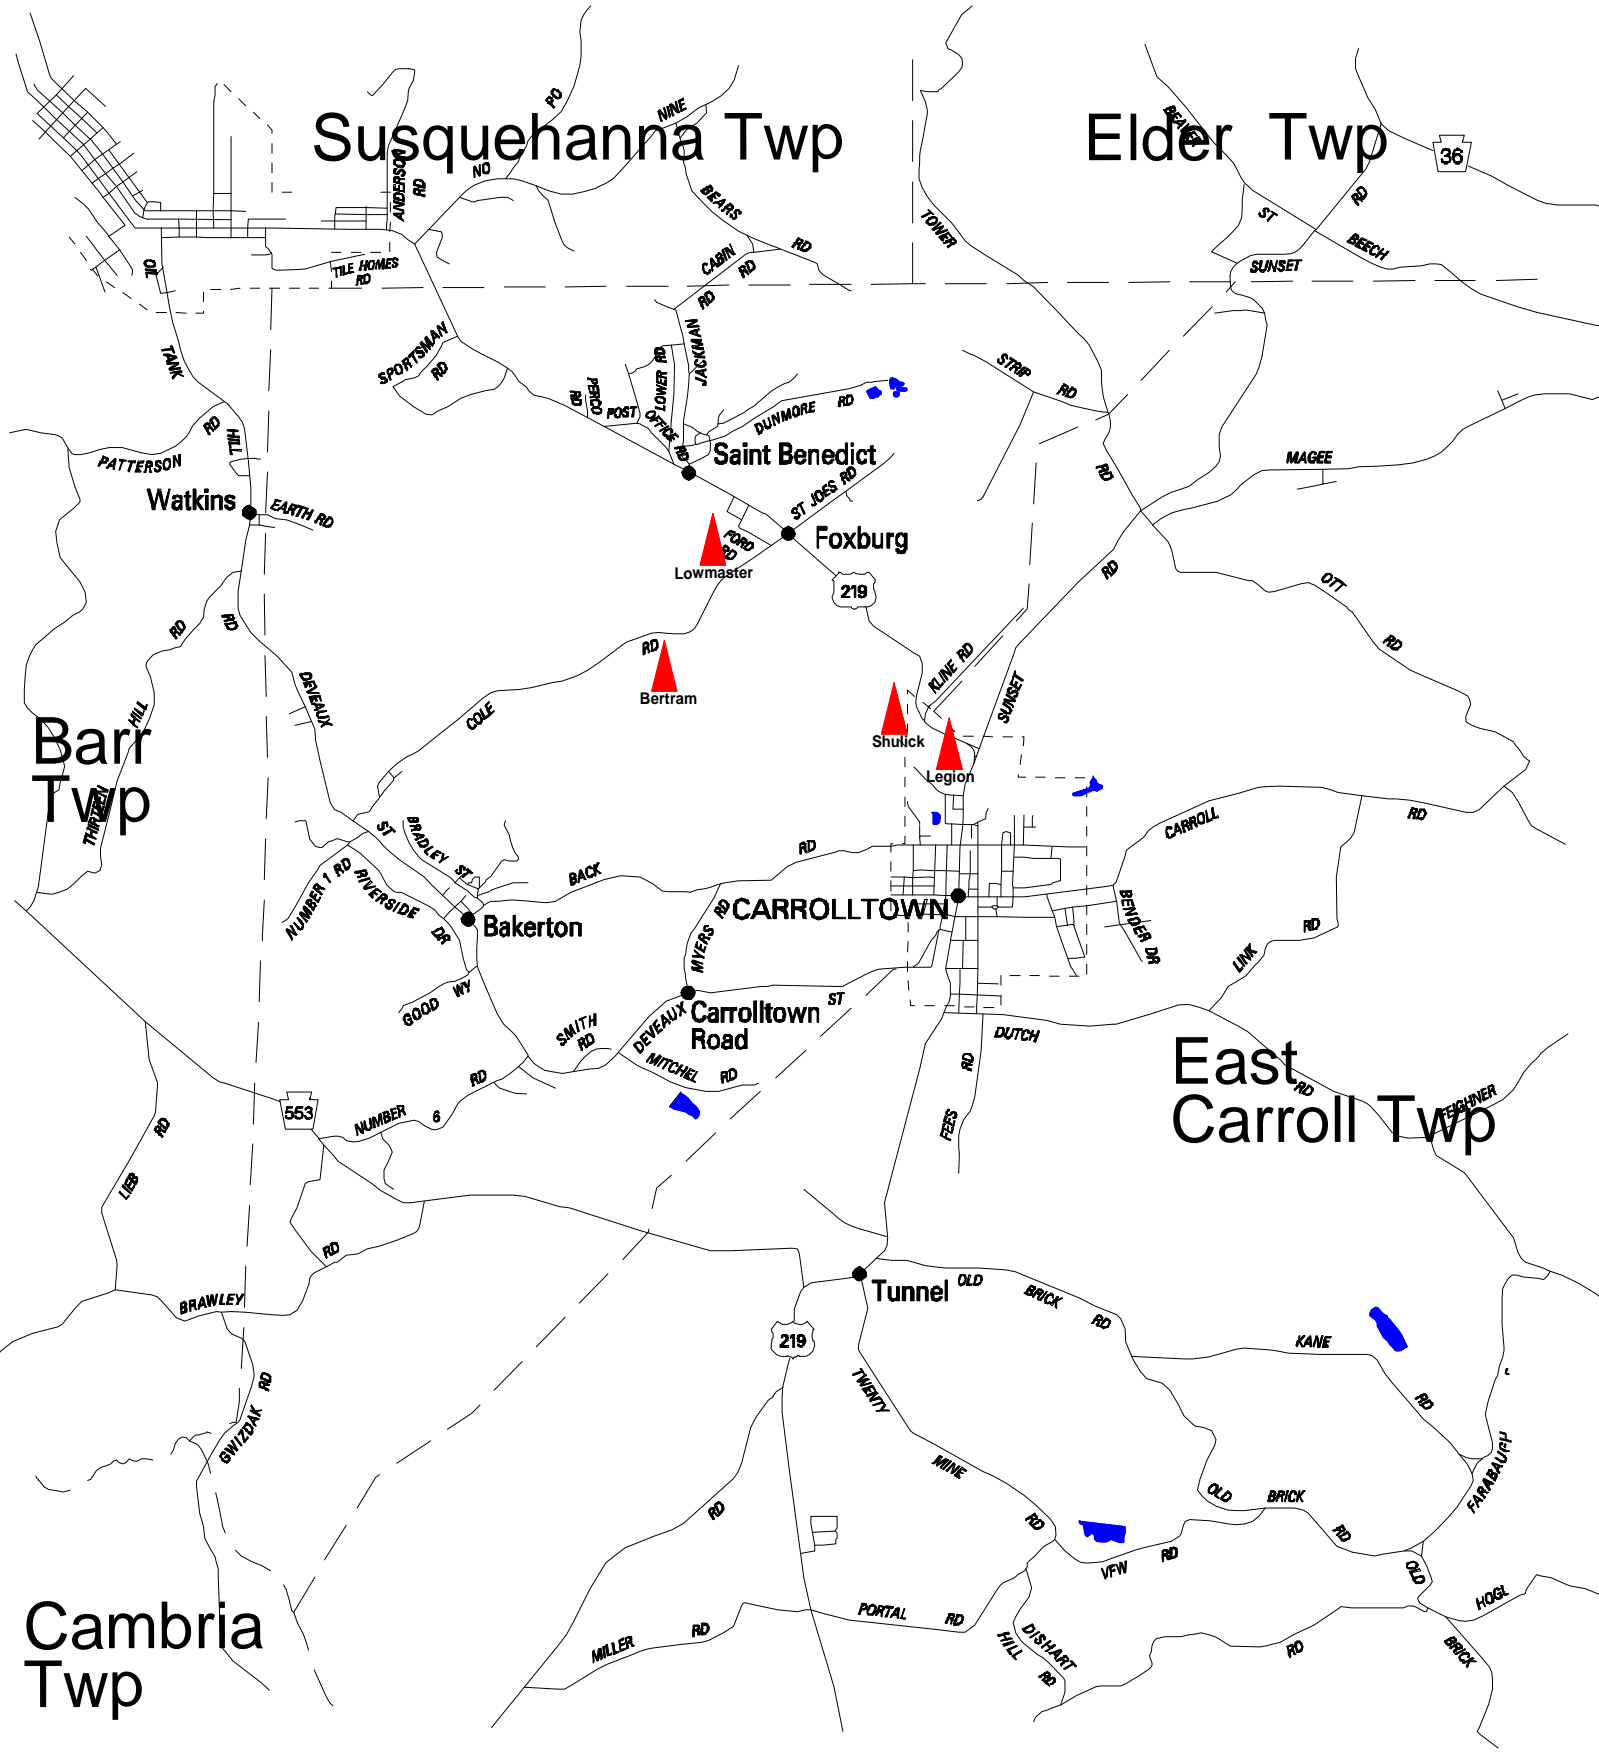 Susquehanna Twp
Elder Twp
36
PO
NINE
BEAVER
NO
ANDERSON
RD
BEARS
RD
CABIN
RD
RD
TOWER
ST
RD
BEECH
SUNSET
OIL
TILE HOMES
RD
TANK
SPORTSMAN
RD
JACKMAN
LOWER RD
PERCO
RD
POST
OFFICE
RD
DUNMORE
RD
STRIP
RD
RD
HILL
PATTERSON
Saint Benedict
RD
MAGEE
Watkins
EARTH RD
ST JOES RD
FORD
RD
Foxburg
Lowmaster
219
RD
OTT
RD
RD
RD
RD
KLINE RD
Bertram
DEVEAUX
COLE
SUNSET
HILL
Barr
Twp
Shulick
Legion
THIRTEEN
ST
BRADLEY
ST
CARROLL
RD
RD
BACK
NUMBER 1 RD
RIVERSIDE
DR
RD
CARROLLTOWN
BENDER DR
Bakerton
MYERS
RD
LINK
WY
GOOD
ST
Carrolltown
Road
SMITH
RD
DEVEAUX
DUTCH
MITCHEL
RD
RD
East
Carroll Twp
RD
FEIGHNER
RD
553
NUMBER
6
FEES
RD
LIEB
RD
Tunnel
OLD
BRICK
RD
BRAWLEY
219
KANE
RD
RD
TWENTY
GWIZDAK
MINE
FARABAUGH
OLD
BRICK
RD
RD
RD
VFW
RD
OLD
HOGL
Cambria
Twp
PORTAL
RD
MILLER
RD
DISHART
HILL
RD
RD
BRICK